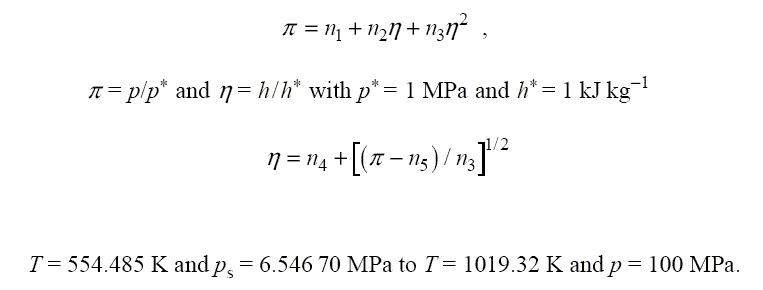 π = n₁ + n₂η + n₃η² ,
π = p/p* and η = h/h* with p* = 1 MPa and h* = 1 kJ kg⁻¹
η = n₄ + [(π − n₅) / n₃]^1/2
T = 554.485 K and pₛ = 6.546 70 MPa to T = 1019.32 K and p = 100 MPa.